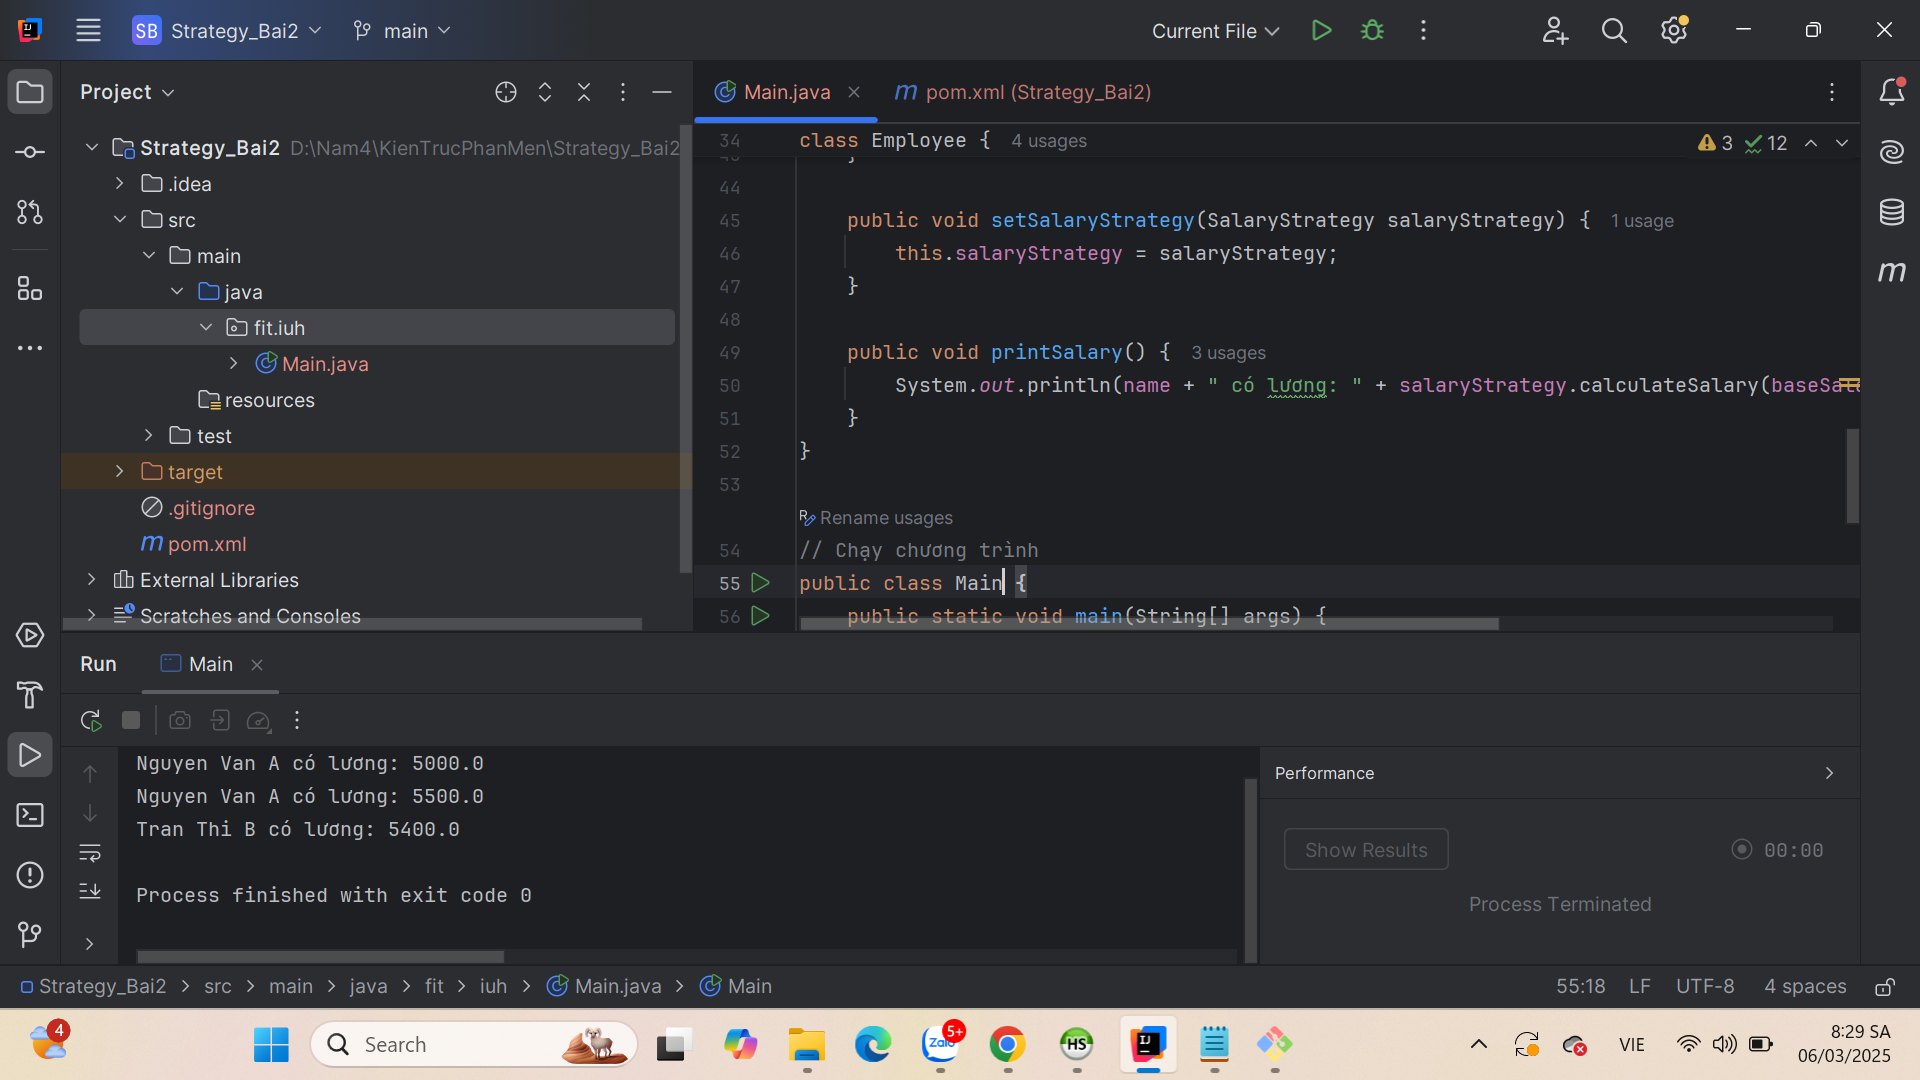 SB Strategy_Bai2 main Current File
Project
Main.java pom.xml (Strategy_Bai2)
Strategy_Bai2 D:\Nam4\KienTrucPhanMen\Strategy_Bai2
.idea
src
main
java
fit.iuh
Main.java
resources
test
target
.gitignore
pom.xml
External Libraries
Scratches and Consoles
34 class Employee { 4 usages
3 12
}
44
45 public void setSalaryStrategy(SalaryStrategy salaryStrategy) { 1 usage
46 this.salaryStrategy = salaryStrategy;
47 }
48
49 public void printSalary() { 3 usages
50 System.out.println(name + " có lương: " + salaryStrategy.calculateSalary(baseSala
51 }
52 }
53
Rename usages
54 // Chạy chương trình
55 public class Main {
56 public static void main(String[] args) {
Run Main
Nguyen Van A có lương: 5000.0
Nguyen Van A có lương: 5500.0
Tran Thi B có lương: 5400.0
Process finished with exit code 0
Performance
Show Results 00:00
Process Terminated
Strategy_Bai2 > src > main > java > fit > iuh > Main.java > Main
55:18 LF UTF-8 4 spaces
4
Search
Zalo 5+
HS
VIE
8:29 SA
06/03/2025